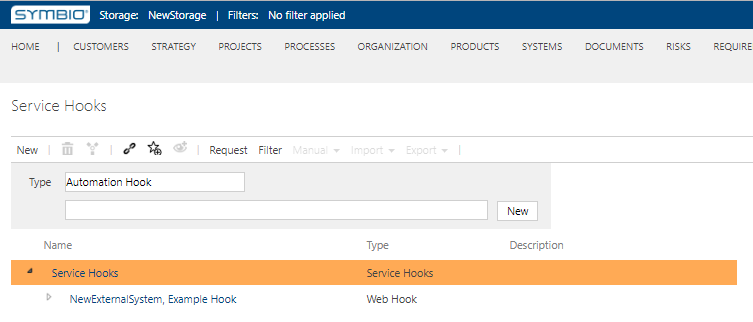 SYMBIO Storage: NewStorage | Filters: No filter applied
HOME | CUSTOMERS STRATEGY PROJECTS PROCESSES ORGANIZATION PRODUCTS SYSTEMS DOCUMENTS RISKS REQUIRE
Service Hooks
New | | Request Filter Manual Import Export |
Type Automation Hook
New
Name Type Description
Service Hooks Service Hooks
NewExternalSystem, Example Hook Web Hook